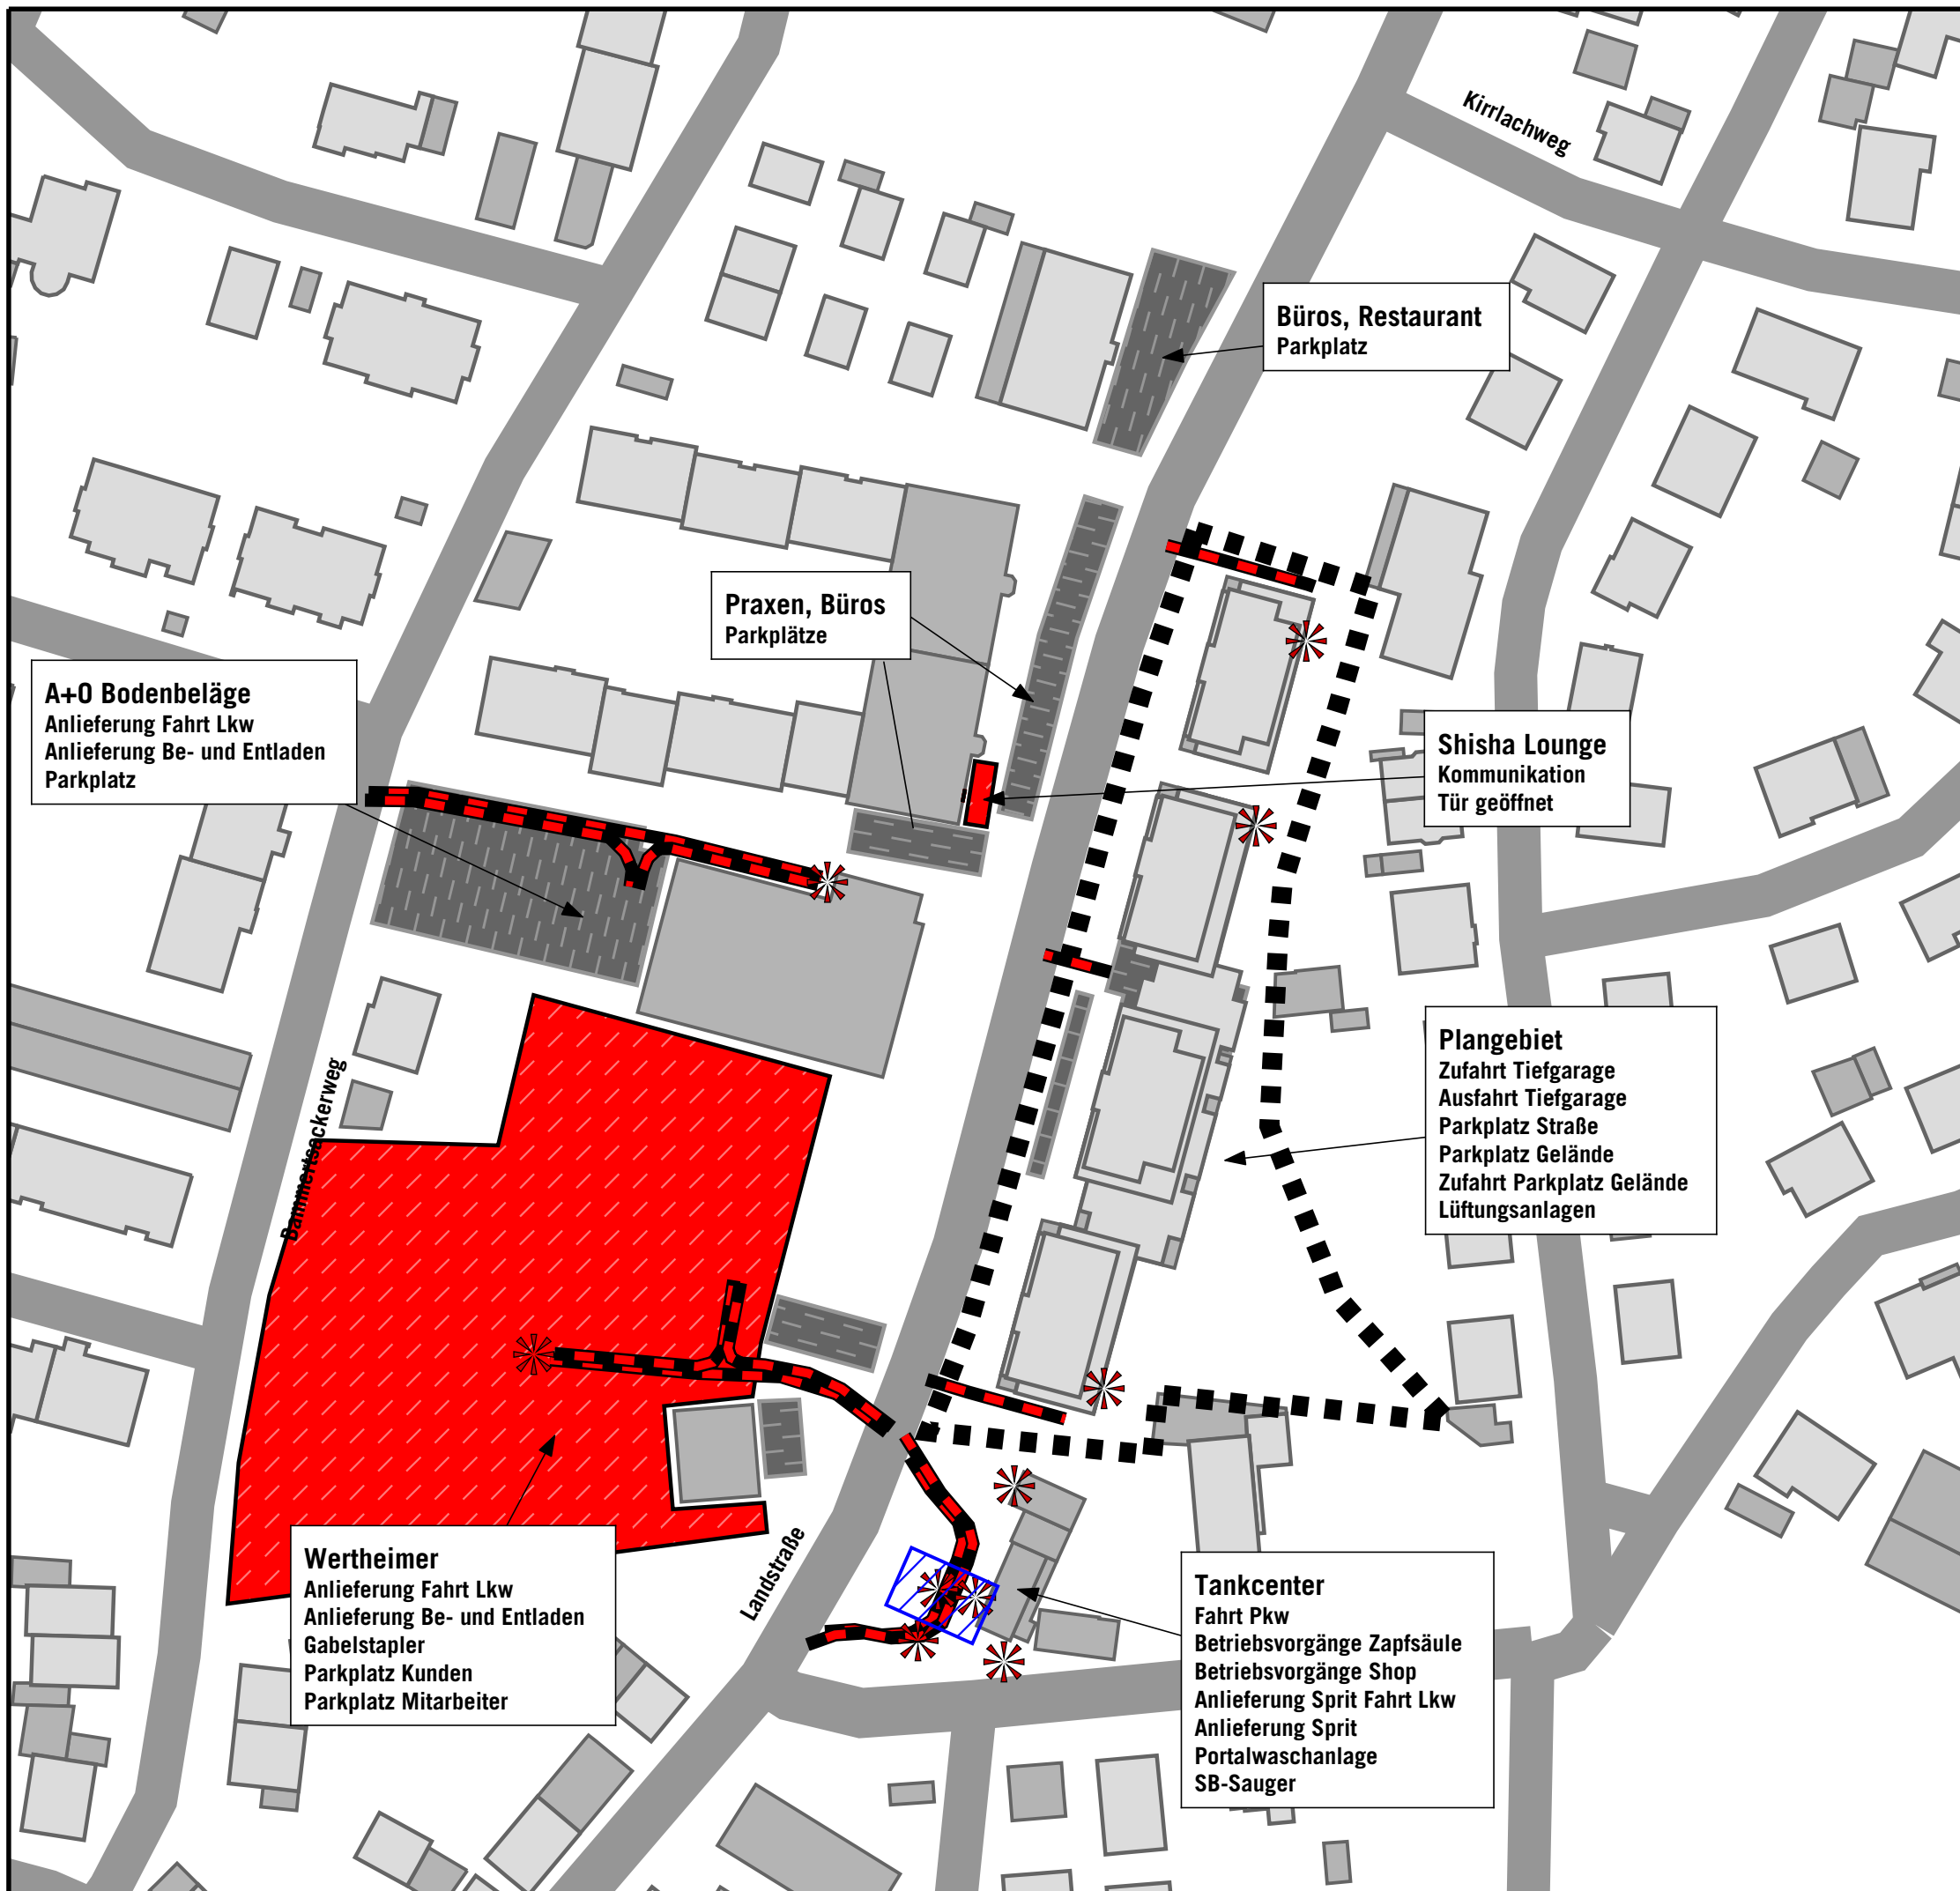 Kirrlachweg
Büros, Restaurant
Parkplatz
Praxen, Büros
Parkplätze
A+O Bodenbeläge
Anlieferung Fahrt Lkw
Anlieferung Be- und Entladen
Parkplatz
Shisha Lounge
Kommunikation
Tür geöffnet
Plangebiet
Zufahrt Tiefgarage
Ausfahrt Tiefgarage
Parkplatz Straße
Parkplatz Gelände
Zufahrt Parkplatz Gelände
Lüftungsanlagen
Dammertsackerweg
Landstraße
Wertheimer
Anlieferung Fahrt Lkw
Anlieferung Be- und Entladen
Gabelstapler
Parkplatz Kunden
Parkplatz Mitarbeiter
Tankcenter
Fahrt Pkw
Betriebsvorgänge Zapfsäule
Betriebsvorgänge Shop
Anlieferung Sprit Fahrt Lkw
Anlieferung Sprit
Portalwaschanlage
SB-Sauger